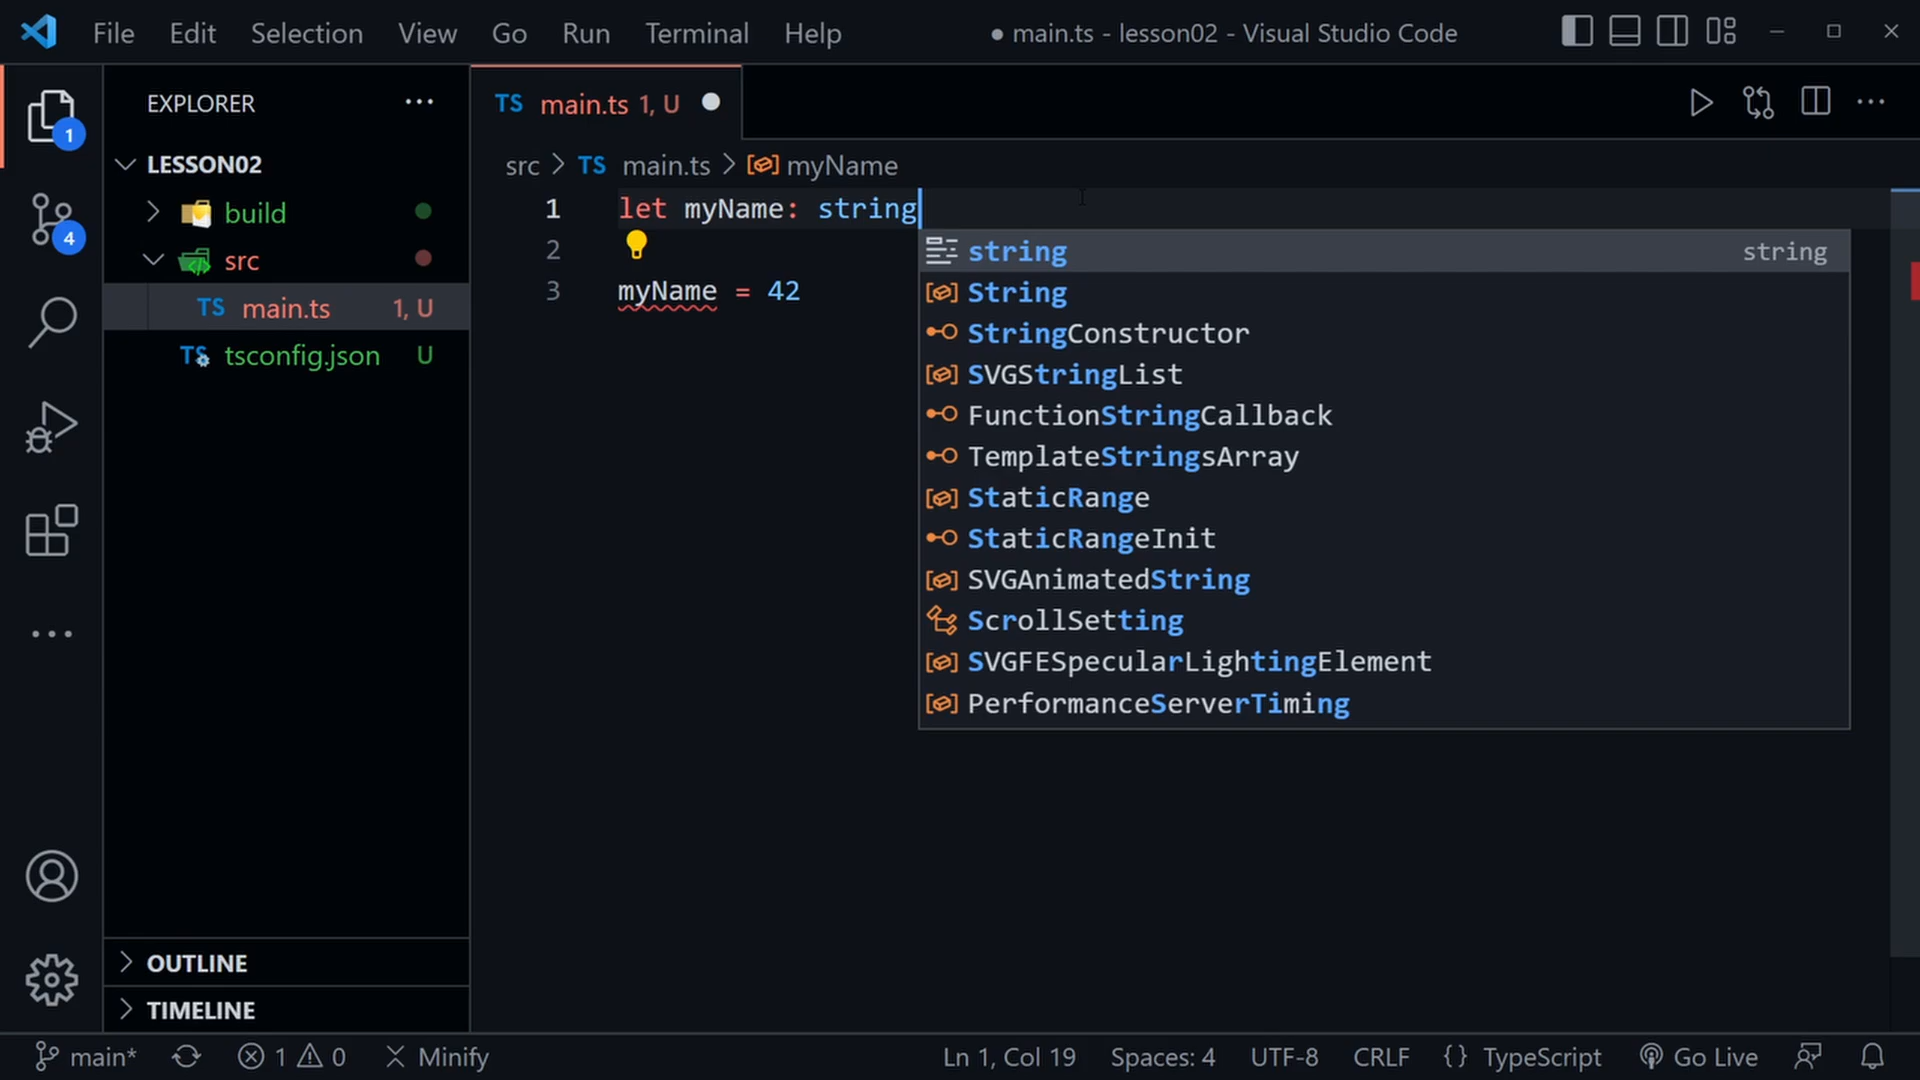 File Edit Selection View Go Run Terminal Help ● main.ts - lesson02 - Visual Studio Code
EXPLORER ···
TS main.ts 1, U
1
LESSON02
src > TS main.ts > myName
build
1 let myName: string
4
2
src
3 myName = 42
TS main.ts 1, U
TS tsconfig.json U
string string
String
StringConstructor
SVGStringList
FunctionStringCallback
TemplateStringsArray
StaticRange
StaticRangeInit
SVGAnimatedString
ScrollSetting
SVGFESpecularLightingElement
PerformanceServerTiming
OUTLINE
TIMELINE
main* 1 0 Minify Ln 1, Col 19 Spaces: 4 UTF-8 CRLF {} TypeScript Go Live